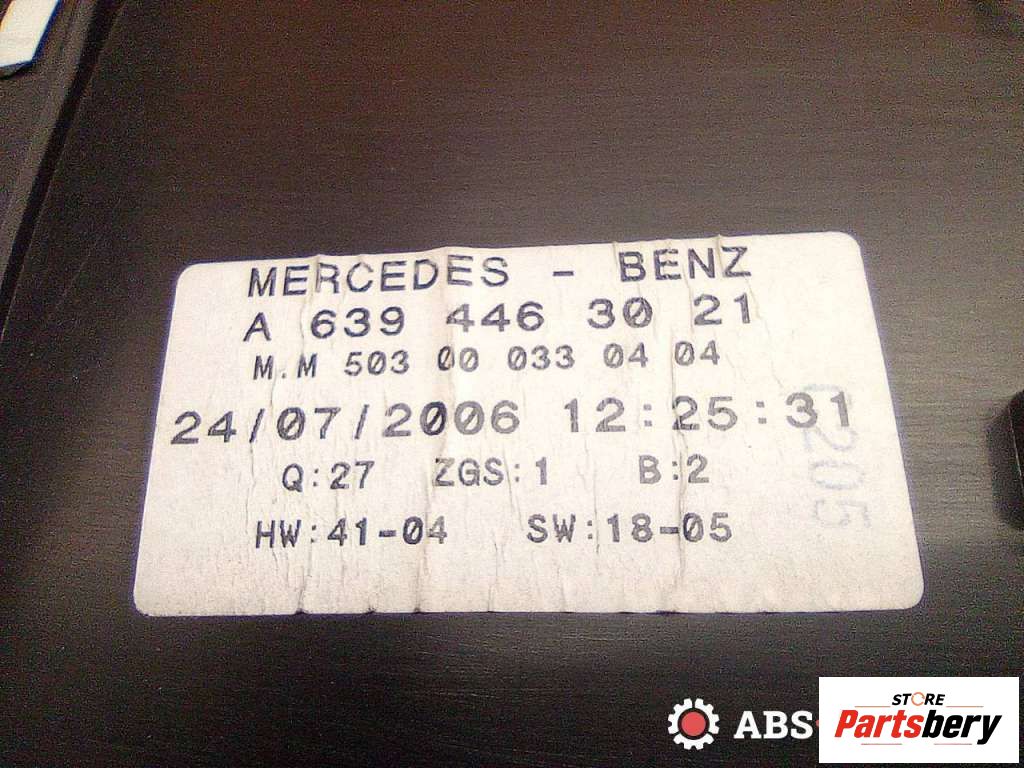 MERCEDES - BENZ
A 639 446 30 21
M.M 503 00 033 04 04
24/07/2006 12:25:31
Q:27 ZGS:1 B:2
HW:41-04 SW:18-05
205
ABS-
STORE
Partsbery